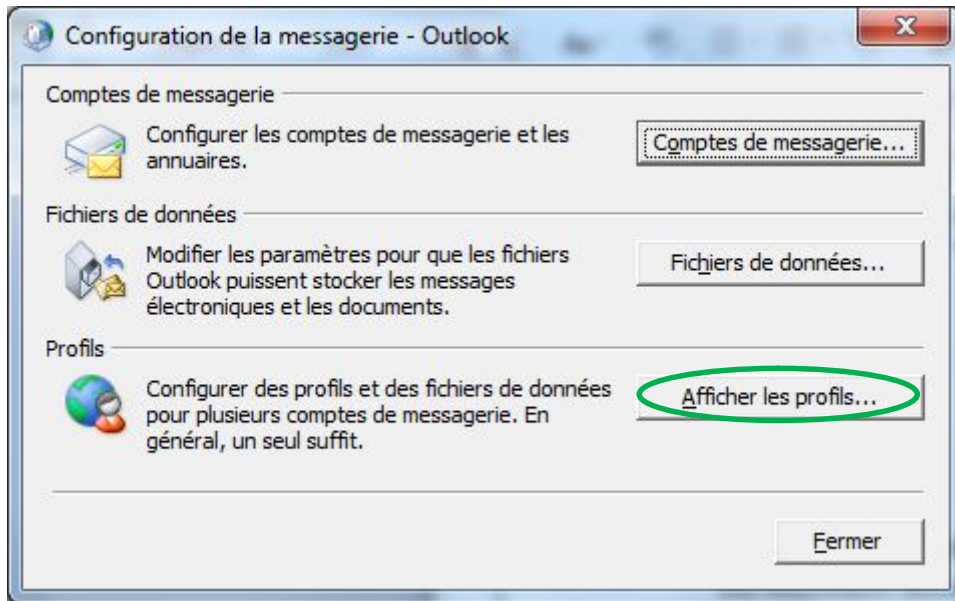 Configuration de la messagerie - Outlook
Comptes de messagerie
Configurer les comptes de messagerie et les
annuaires.
Comptes de messagerie...
Fichiers de données
Modifier les paramètres pour que les fichiers
Outlook puissent stocker les messages
électroniques et les documents.
Fichiers de données...
Profils
Configurer des profils et des fichiers de données
pour plusieurs comptes de messagerie. En
général, un seul suffit.
Afficher les profils...
Fermer